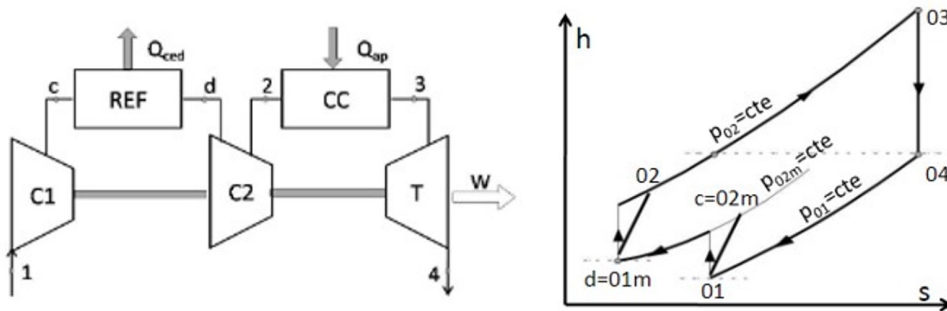 Q_ced
Q_ap
c
REF
d
2
CC
3
C1
C2
T
W
1
4
h
03
p_02=cte
02
c=02m
p_02m=cte
p_01=cte
04
d=01m
01
s